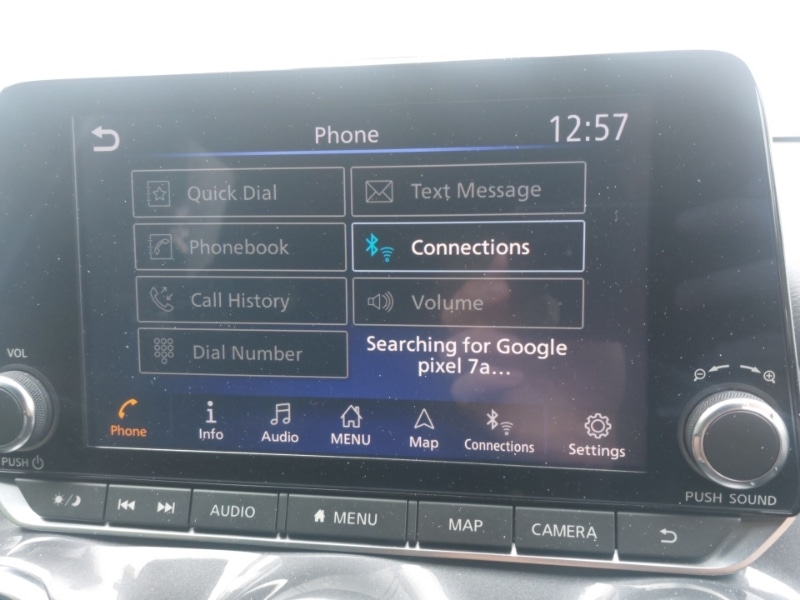 Phone
12:57
Quick Dial
Text Message
Phonebook
Connections
Call History
Volume
Dial Number
Searching for Google
pixel 7a...
Phone
Info
Audio
MENU
Map
Connections
Settings
VOL
PUSH
PUSH SOUND
AUDIO
MENU
MAP
CAMERA